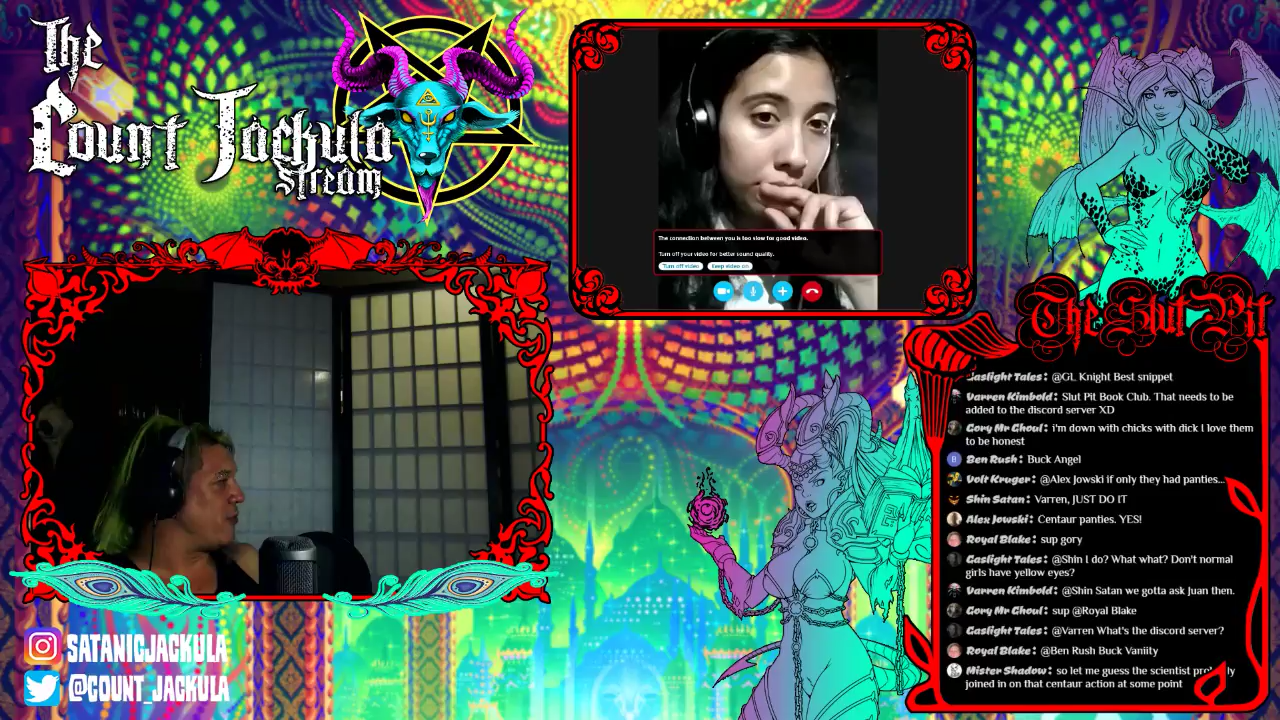 The
Count Jackula
stream
The connection between you is too slow for good video.
Turn off your video for better sound quality.
Turn off video Keep video on
SATANICJACKULA
@COUNT_JACKULA
The Slut Pit
Gaslight Tales: @GL Knight Best snippet
Varren Kimbold: Slut Pit Book Club. That needs to be
added to the discord server XD
Gory Mr Ghoul: i'm down with chicks with dick I love them
to be honest
B Ben Rush: Buck Angel
Volt Kruger: @Alex Jowski if only they had panties...
Shin Satan: Varren, JUST DO IT
Alex Jowski: Centaur panties. YES!
Royal Blake: sup gory
Gaslight Tales: @Shin I do? What what? Don't normal
girls have yellow eyes?
Varren Kimbold: @Shin Satan we gotta ask Juan then.
Gory Mr Ghoul: sup @Royal Blake
Gaslight Tales: @Varren What's the discord server?
Royal Blake: @Ben Rush Buck Vaniity
Mister Shadow: so let me guess the scientist
joined in on that centaur action at some point